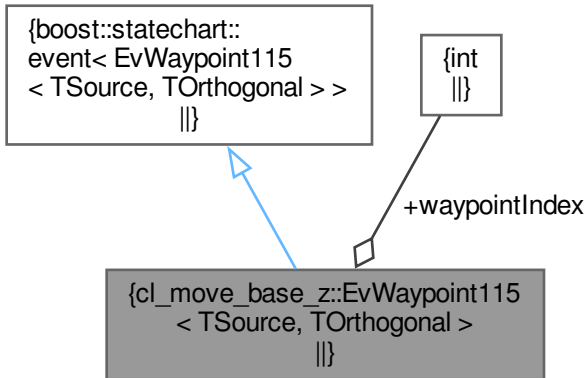 {boost::statechart::
event< EvWaypoint115
< TSource, TOrthogonal > >
||}
{int
||}
+waypointIndex
{cl_move_base_z::EvWaypoint115
< TSource, TOrthogonal >
||}